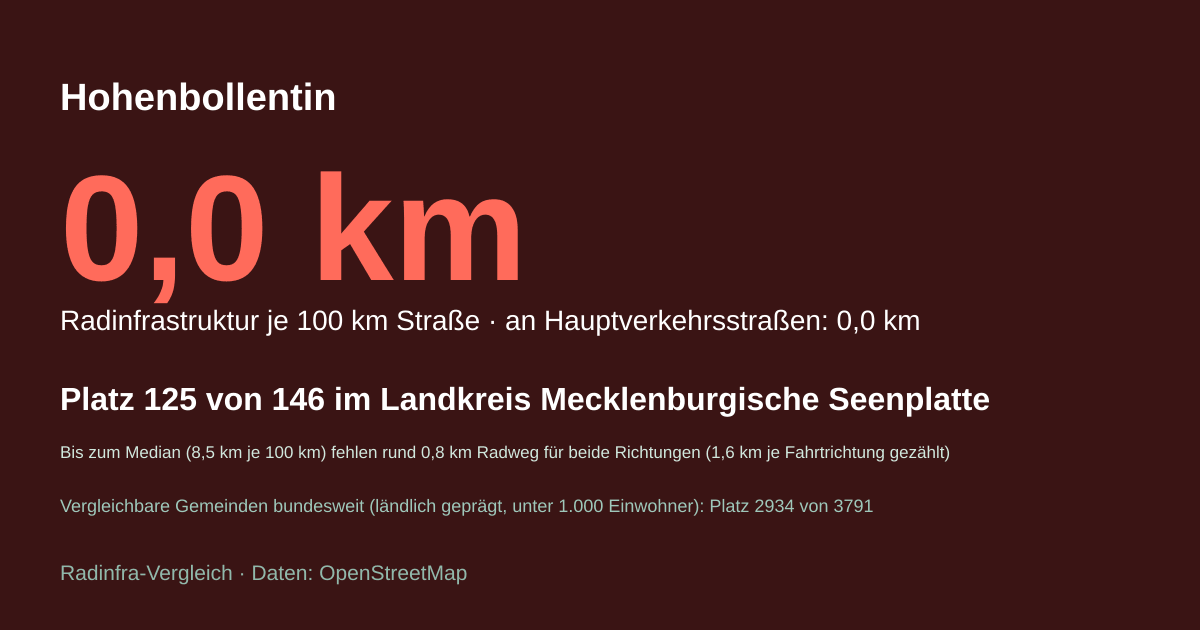 Hohenbollentin
0,0 km
Radinfrastruktur je 100 km Straße · an Hauptverkehrsstraßen: 0,0 km
Platz 125 von 146 im Landkreis Mecklenburgische Seenplatte
Bis zum Median (8,5 km je 100 km) fehlen rund 0,8 km Radweg für beide Richtungen (1,6 km je Fahrtrichtung gezählt)
Vergleichbare Gemeinden bundesweit (ländlich geprägt, unter 1.000 Einwohner): Platz 2934 von 3791
Radinfra-Vergleich · Daten: OpenStreetMap